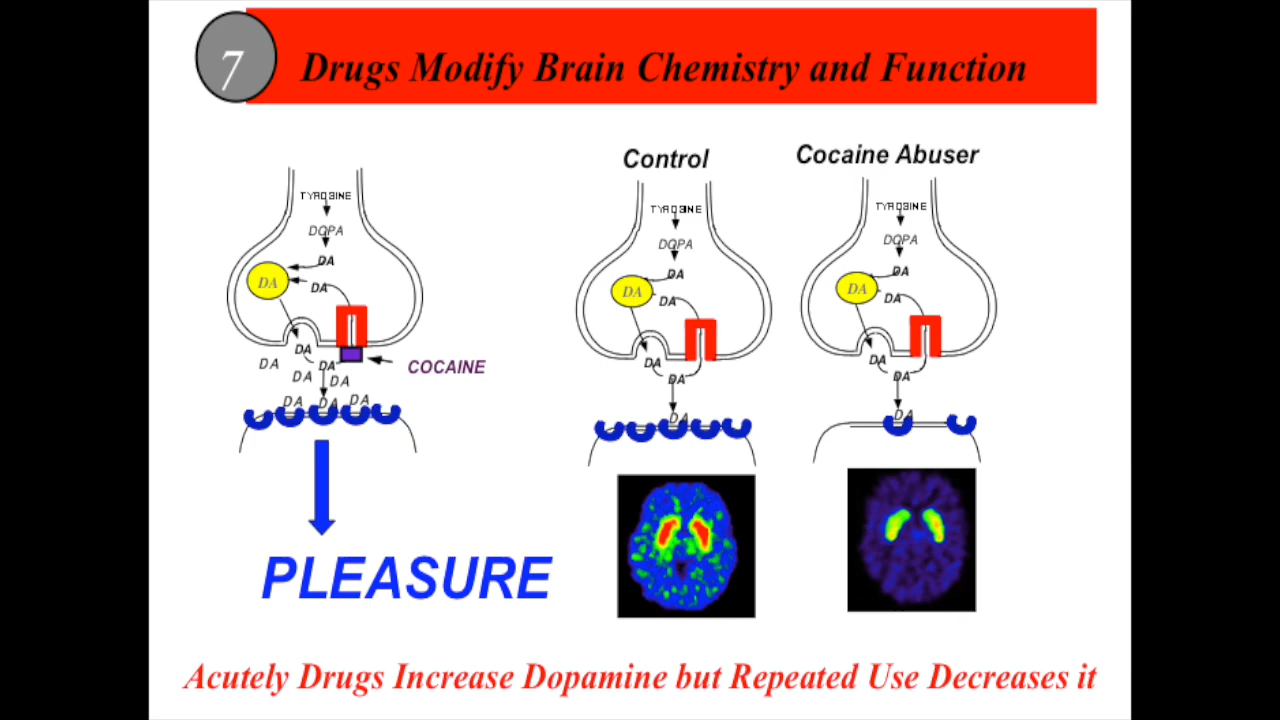 7
Drugs Modify Brain Chemistry and Function
TYROSINE
DOPA
DA
DA
DA
DA
DA
DA
DA
DA
DA
DA
DA
COCAINE
PLEASURE
Control
TYROSINE
DOPA
DA
DA
DA
DA
DA
DA
Cocaine Abuser
TYROSINE
DOPA
DA
DA
DA
DA
DA
DA
Acutely Drugs Increase Dopamine but Repeated Use Decreases it